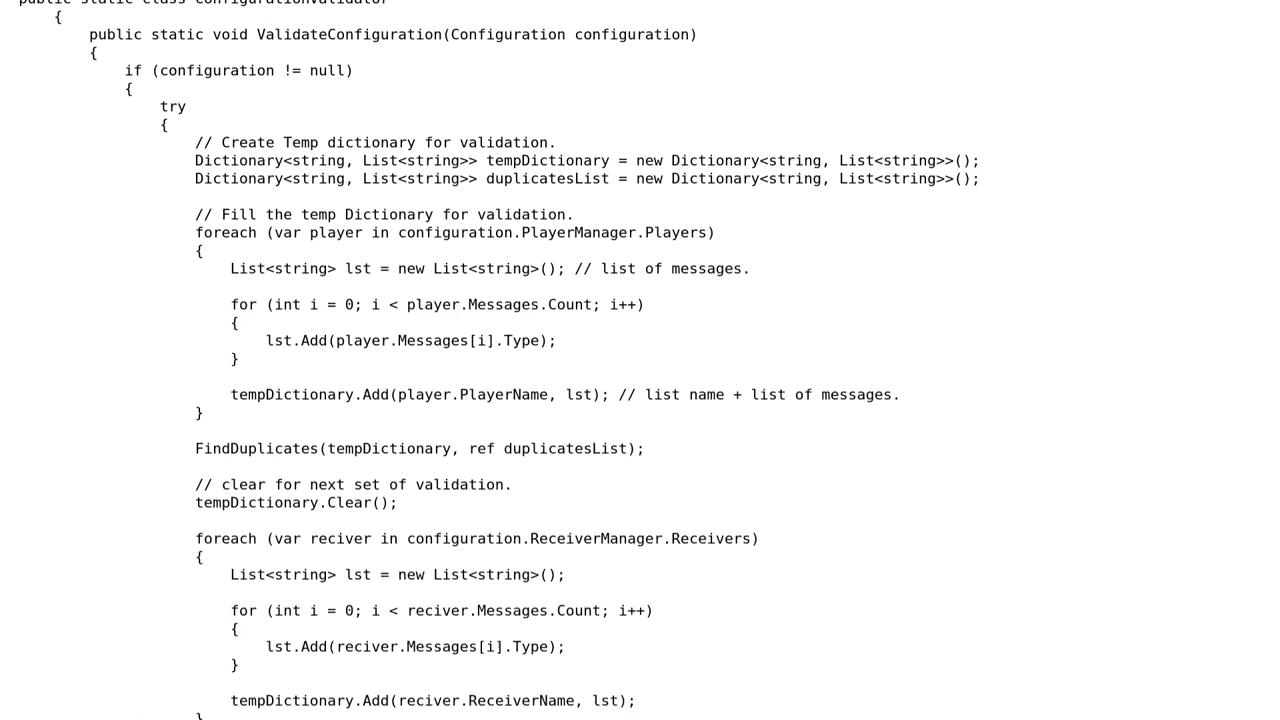 public static class ConfigurationValidator
{
public static void ValidateConfiguration(Configuration configuration)
{
if (configuration != null)
{
try
{
// Create Temp dictionary for validation.
Dictionary<string, List<string>> tempDictionary = new Dictionary<string, List<string>>();
Dictionary<string, List<string>> duplicatesList = new Dictionary<string, List<string>>();
// Fill the temp Dictionary for validation.
foreach (var player in configuration.PlayerManager.Players)
{
List<string> lst = new List<string>(); // list of messages.
for (int i = 0; i < player.Messages.Count; i++)
{
lst.Add(player.Messages[i].Type);
}
tempDictionary.Add(player.PlayerName, lst); // list name + list of messages.
}
FindDuplicates(tempDictionary, ref duplicatesList);
// clear for next set of validation.
tempDictionary.Clear();
foreach (var reciver in configuration.ReceiverManager.Receivers)
{
List<string> lst = new List<string>();
for (int i = 0; i < reciver.Messages.Count; i++)
{
lst.Add(reciver.Messages[i].Type);
}
tempDictionary.Add(reciver.ReceiverName, lst);
}